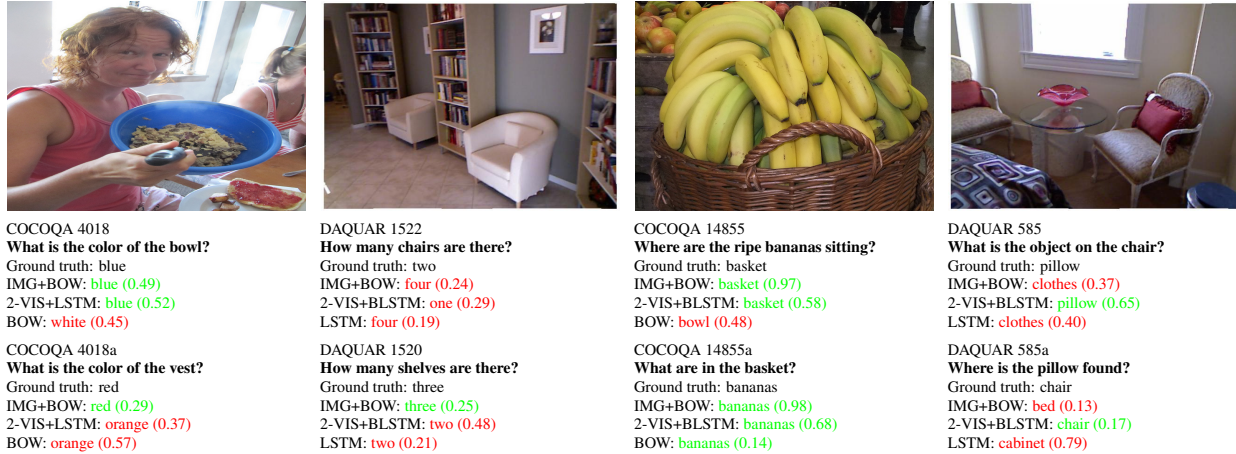 COCOQA 4018
What is the color of the bowl?
Ground truth: blue
IMG+BOW: blue (0.49)
2-VIS+LSTM: blue (0.52)
BOW: white (0.45)
COCOQA 4018a
What is the color of the vest?
Ground truth: red
IMG+BOW: red (0.29)
2-VIS+LSTM: orange (0.37)
BOW: orange (0.57)
DAQUAR 1522
How many chairs are there?
Ground truth: two
IMG+BOW: four (0.24)
2-VIS+BLSTM: one (0.29)
LSTM: four (0.19)
DAQUAR 1520
How many shelves are there?
Ground truth: three
IMG+BOW: three (0.25)
2-VIS+BLSTM: two (0.48)
LSTM: two (0.21)
COCOQA 14855
Where are the ripe bananas sitting?
Ground truth: basket
IMG+BOW: basket (0.97)
2-VIS+BLSTM: basket (0.58)
BOW: bowl (0.48)
COCOQA 14855a
What are in the basket?
Ground truth: bananas
IMG+BOW: bananas (0.98)
2-VIS+BLSTM: bananas (0.68)
BOW: bananas (0.14)
DAQUAR 585
What is the object on the chair?
Ground truth: pillow
IMG+BOW: clothes (0.37)
2-VIS+BLSTM: pillow (0.65)
LSTM: clothes (0.40)
DAQUAR 585a
Where is the pillow found?
Ground truth: chair
IMG+BOW: bed (0.13)
2-VIS+BLSTM: chair (0.17)
LSTM: cabinet (0.79)